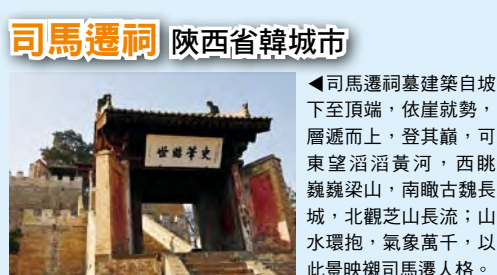 司馬遷祠 陝西省韓城市
◀司馬遷祠墓建築自坡
下至頂端，依崖就勢，
層遞而上，登其巔，可
東望滔滔黃河，西眺
巍巍梁山，南瞰古魏長
城，北觀芝山長流；山
水環抱，氣象萬千，以
此景映襯司馬遷人格。
史筆昭世